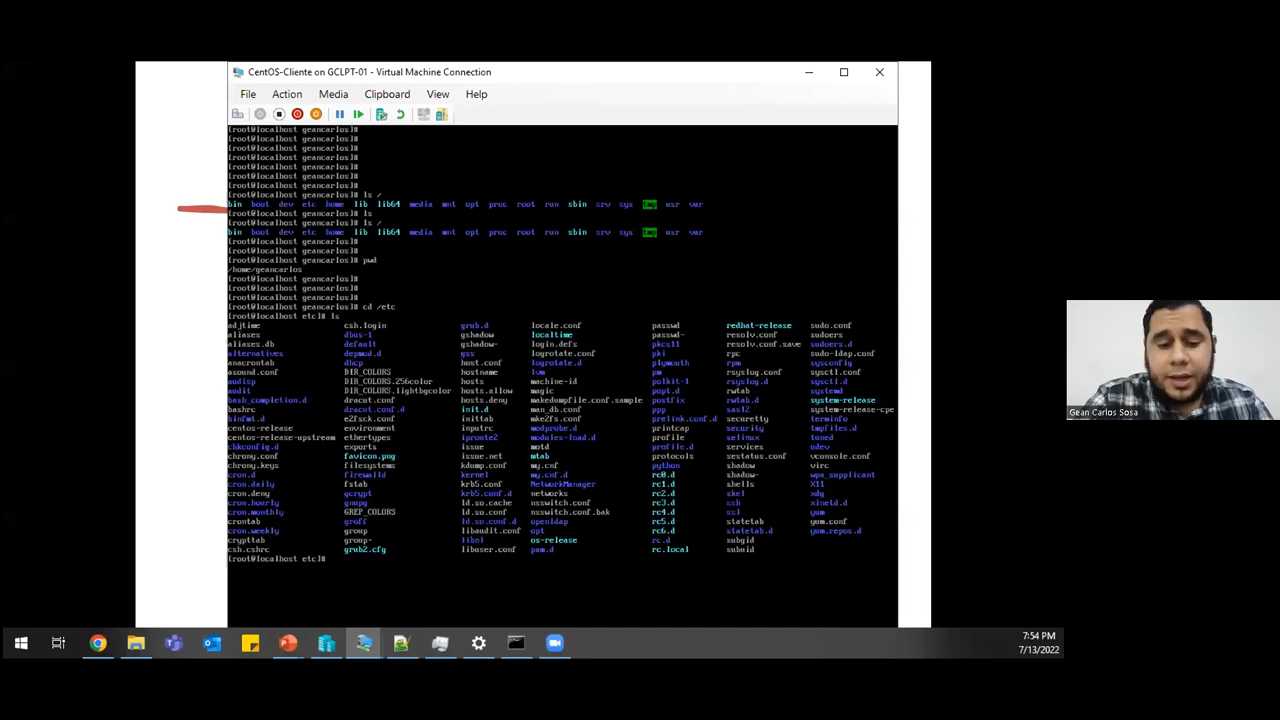 CentOS-Cliente on GCLPT-01 - Virtual Machine Connection
File Action Media Clipboard View Help
[root@localhost geancarlos]#
[root@localhost geancarlos]#
[root@localhost geancarlos]#
[root@localhost geancarlos]#
[root@localhost geancarlos]#
[root@localhost geancarlos]#
[root@localhost geancarlos]#
[root@localhost geancarlos]# ls /
bin boot dev etc home lib lib64 media mnt opt proc root run sbin srv sys tmp usr var
[root@localhost geancarlos]# ls
[root@localhost geancarlos]# ls /
bin boot dev etc home lib lib64 media mnt opt proc root run sbin srv sys tmp usr var
[root@localhost geancarlos]#
[root@localhost geancarlos]#
[root@localhost geancarlos]# pwd
/home/geancarlos
[root@localhost geancarlos]#
[root@localhost geancarlos]#
[root@localhost geancarlos]#
[root@localhost geancarlos]# cd /etc
[root@localhost etc]# ls
adjtime csh.login grub.d locale.conf passwd redhat-release sudo.conf
aliases dbus-1 gshadow localtime passwd- resolv.conf sudoers
aliases.db default gshadow- login.defs pkcs11 resolv.conf.save sudoers.d
alternatives depmod.d gss logrotate.conf pki rpc sudo-ldap.conf
anacrontab dhcp host.conf logrotate.d plymouth rpm sysconfig
asound.conf DIR_COLORS hostname lvm pm rsyslog.conf sysctl.conf
audisp DIR_COLORS.256color hosts machine-id polkit-1 rsyslog.d sysctl.d
audit DIR_COLORS.lightbgcolor hosts.allow magic popt.d rwtab systemd
bash_completion.d dracut.conf hosts.deny makedumpfile.conf.sample postfix rwtab.d system-release
bashrc dracut.conf.d init.d man_db.conf ppp sasl2 system-release-cpe
binfmt.d e2fsck.conf inittab mke2fs.conf prelink.conf.d securetty terminfo
centos-release environment inputrc modprobe.d printcap security tmpfiles.d
centos-release-upstream ethertypes iproute2 modules-load.d profile selinux tuned
chkconfig.d exports issue motd profile.d services udev
chrony.conf favicon.png issue.net mtab protocols sestatus.conf vconsole.conf
chrony.keys filesystems kdump.conf my.cnf python shadow virc
cron.d firewalld kernel my.cnf.d rc0.d shadow- wpa_supplicant
cron.daily fstab krb5.conf NetworkManager rc1.d shells X11
cron.deny gcrypt krb5.conf.d networks rc2.d skel xdg
cron.hourly gnupg ld.so.cache nsswitch.conf rc3.d ssh xinetd.d
cron.monthly GREP_COLORS ld.so.conf nsswitch.conf.bak rc4.d ssl yum
crontab groff ld.so.conf.d openldap rc5.d statetab yum.conf
cron.weekly group libaudit.conf opt rc6.d statetab.d yum.repos.d
crypttab group- libnl os-release rc.d subgid
csh.cshrc grub2.cfg libuser.conf pam.d rc.local subuid
[root@localhost etc]#
Gean Carlos Sosa
7:54 PM
7/13/2022